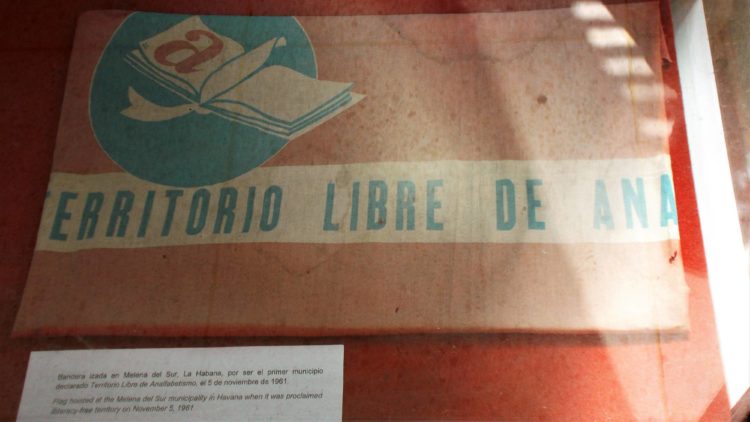 a
TERRITORIO LIBRE DE ANA
Bandera izada en Melena del Sur, La Habana, por ser el primer municipio
declarado Territorio Libre de Analfabetismo, el 5 de noviembre de 1961.
Flag hoisted at the Melena del Sur municipality in Havana when it was proclaimed
illiteracy-free territory on November 5, 1961